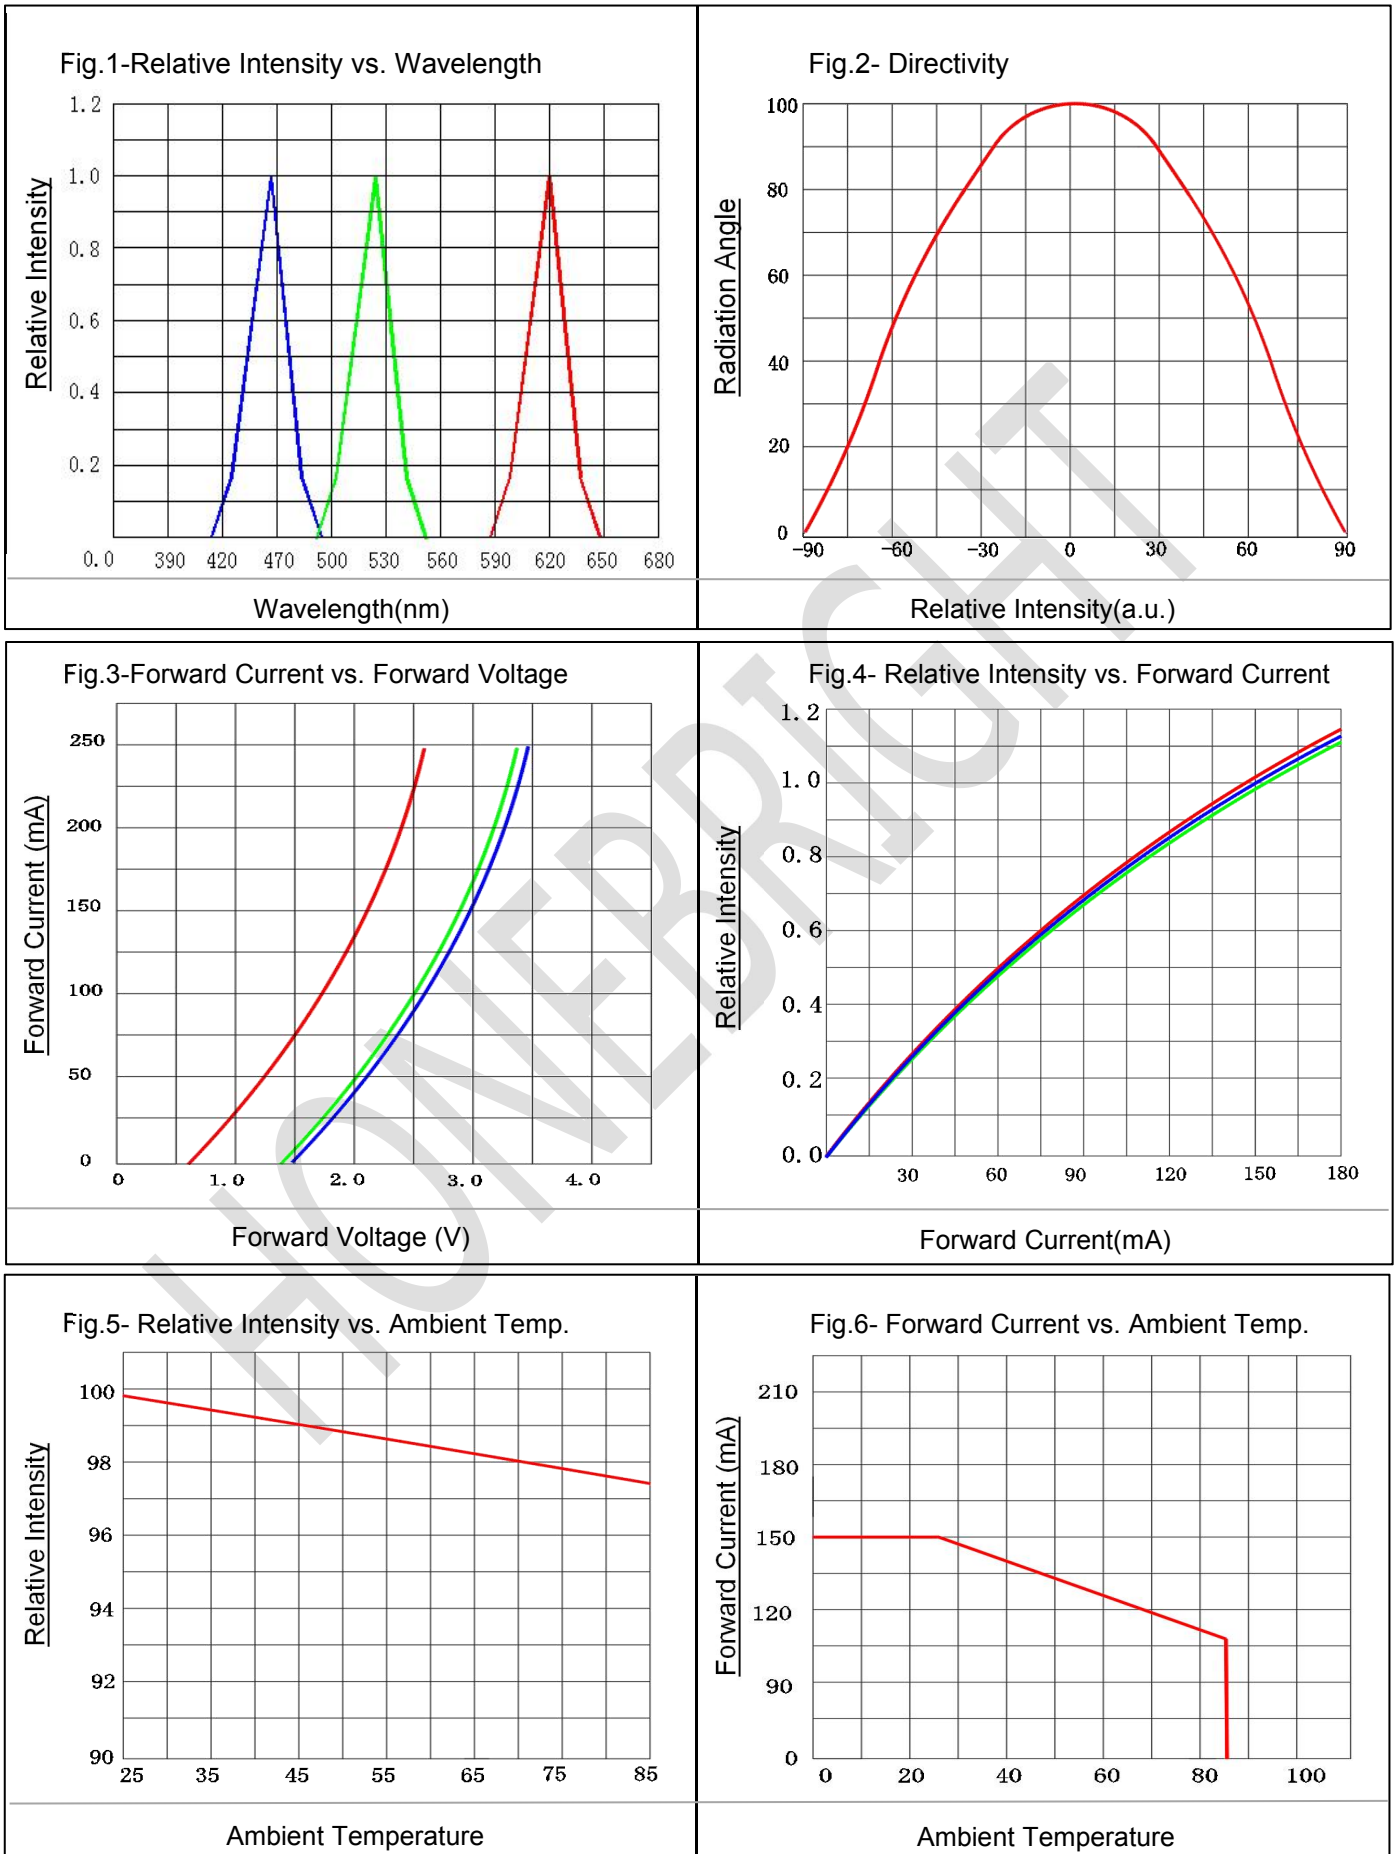 Fig.1-Relative Intensity vs. Wavelength
Relative Intensity
1.2
1.0
0.8
0.6
0.4
0.2
0.0 390 420 470 500 530 560 590 620 650 680
Wavelength(nm)
Fig.2- Directivity
Radiation Angle
100
80
60
40
20
0
-90 -60 -30 0 30 60 90
Relative Intensity(a.u.)
Fig.3-Forward Current vs. Forward Voltage
Forward Current (mA)
250
200
150
100
50
0
0 1.0 2.0 3.0 4.0
Forward Voltage (V)
Fig.4- Relative Intensity vs. Forward Current
Relative Intensity
1.2
1.0
0.8
0.6
0.4
0.2
0.0
30 60 90 120 150 180
Forward Current(mA)
Fig.5- Relative Intensity vs. Ambient Temp.
Relative Intensity
100
98
96
94
92
90
25 35 45 55 65 75 85
Ambient Temperature
Fig.6- Forward Current vs. Ambient Temp.
Forward Current (mA)
210
180
150
120
90
0
0 20 40 60 80 100
Ambient Temperature
HONEBRIGHT